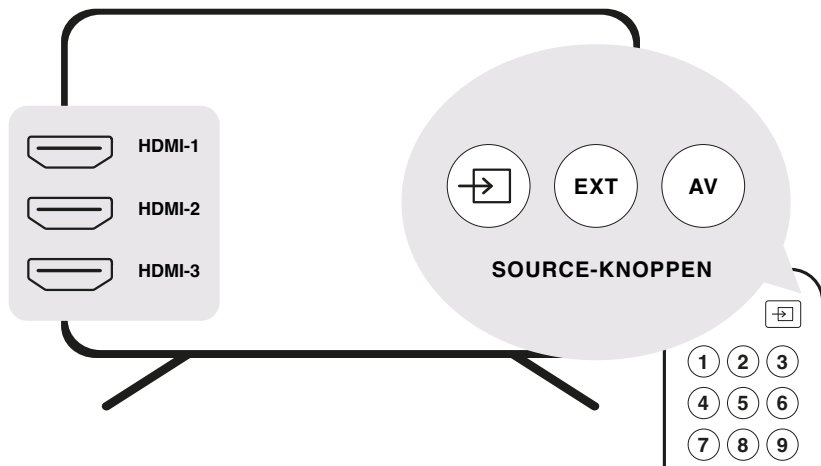 HDMI-1
HDMI-2
HDMI-3
EXT
AV
SOURCE-KNOPPEN
1 2 3
4 5 6
7 8 9